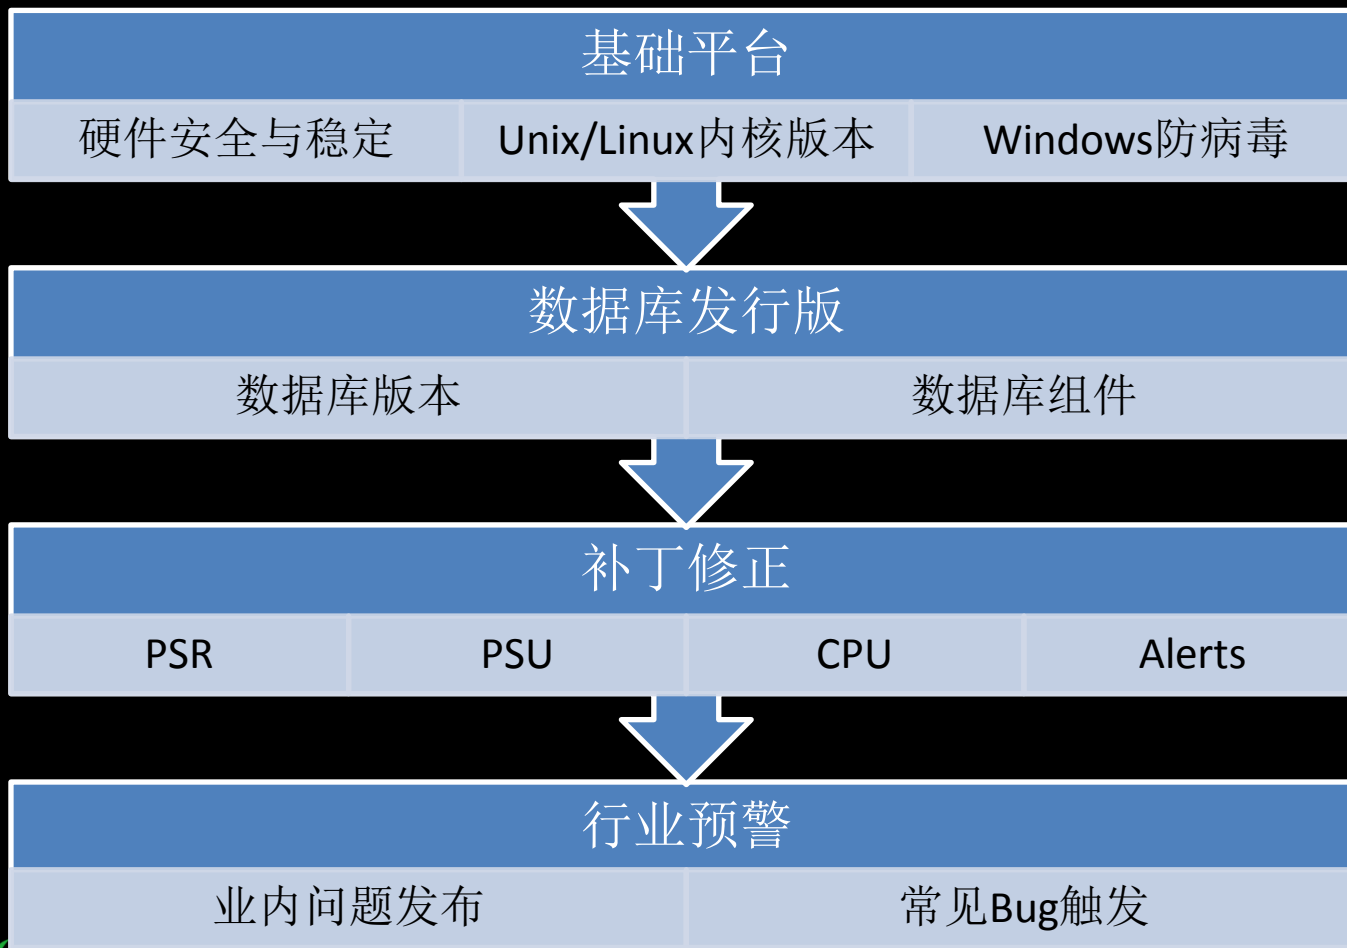 基础平台
硬件安全与稳定 Unix/Linux内核版本 Windows防病毒
数据库发行版
数据库版本 数据库组件
补丁修正
PSR PSU CPU Alerts
行业预警
业内问题发布 常见Bug触发